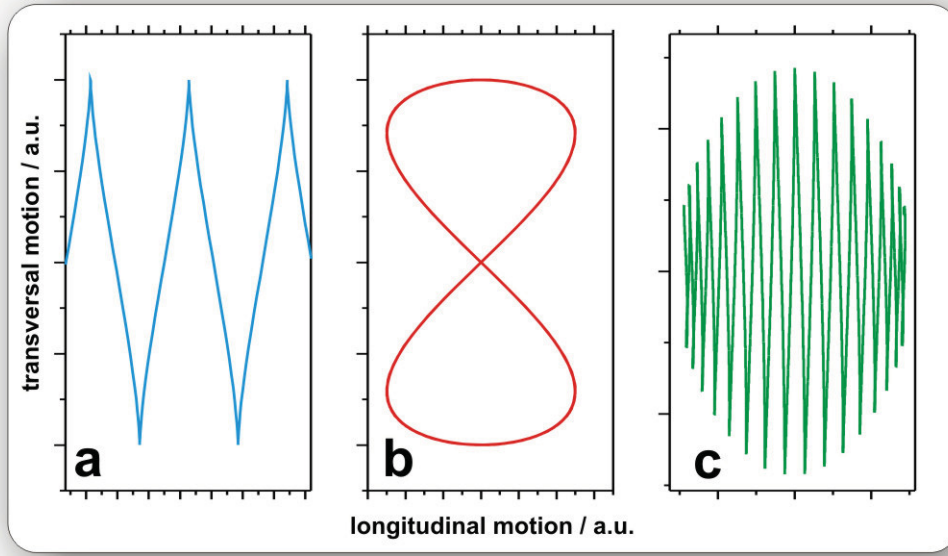 transversal motion / a.u.
a
b
c
longitudinal motion / a.u.